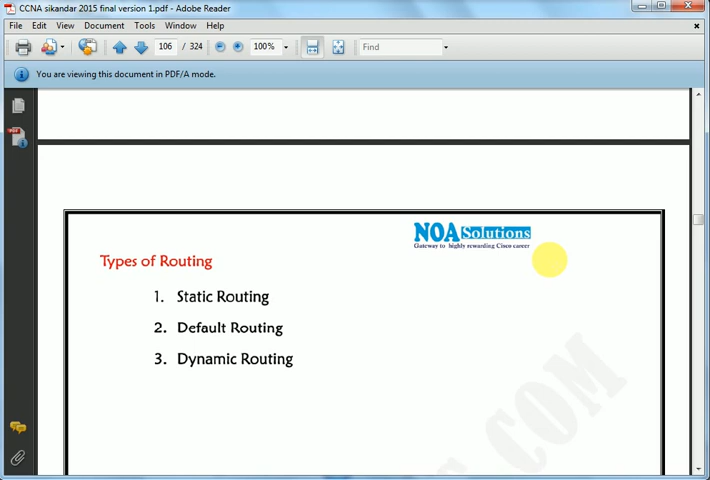 CCNA sikandar 2015 final version 1.pdf - Adobe Reader
File Edit View Document Tools Window Help
106 / 324 100% Find
You are viewing this document in PDF/A mode.
NOA Solutions
Gateway to highly rewarding Cisco career
Types of Routing
1. Static Routing
2. Default Routing
3. Dynamic Routing
.COM